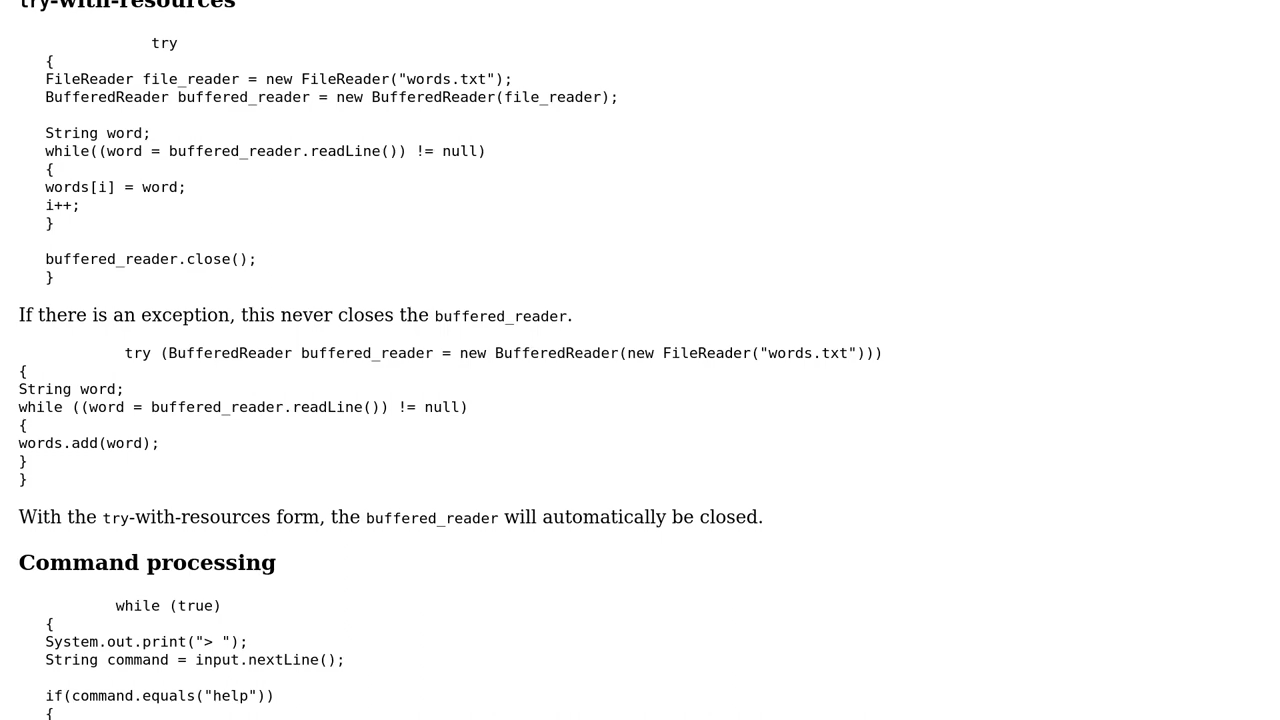 try-with-resources
try
{
FileReader file_reader = new FileReader("words.txt");
BufferedReader buffered_reader = new BufferedReader(file_reader);
String word;
while((word = buffered_reader.readLine()) != null)
{
words[i] = word;
i++;
}
buffered_reader.close();
}
If there is an exception, this never closes the buffered_reader.
try (BufferedReader buffered_reader = new BufferedReader(new FileReader("words.txt")))
{
String word;
while ((word = buffered_reader.readLine()) != null)
{
words.add(word);
}
}
With the try-with-resources form, the buffered_reader will automatically be closed.
Command processing
while (true)
{
System.out.print("> ");
String command = input.nextLine();
if(command.equals("help"))
{